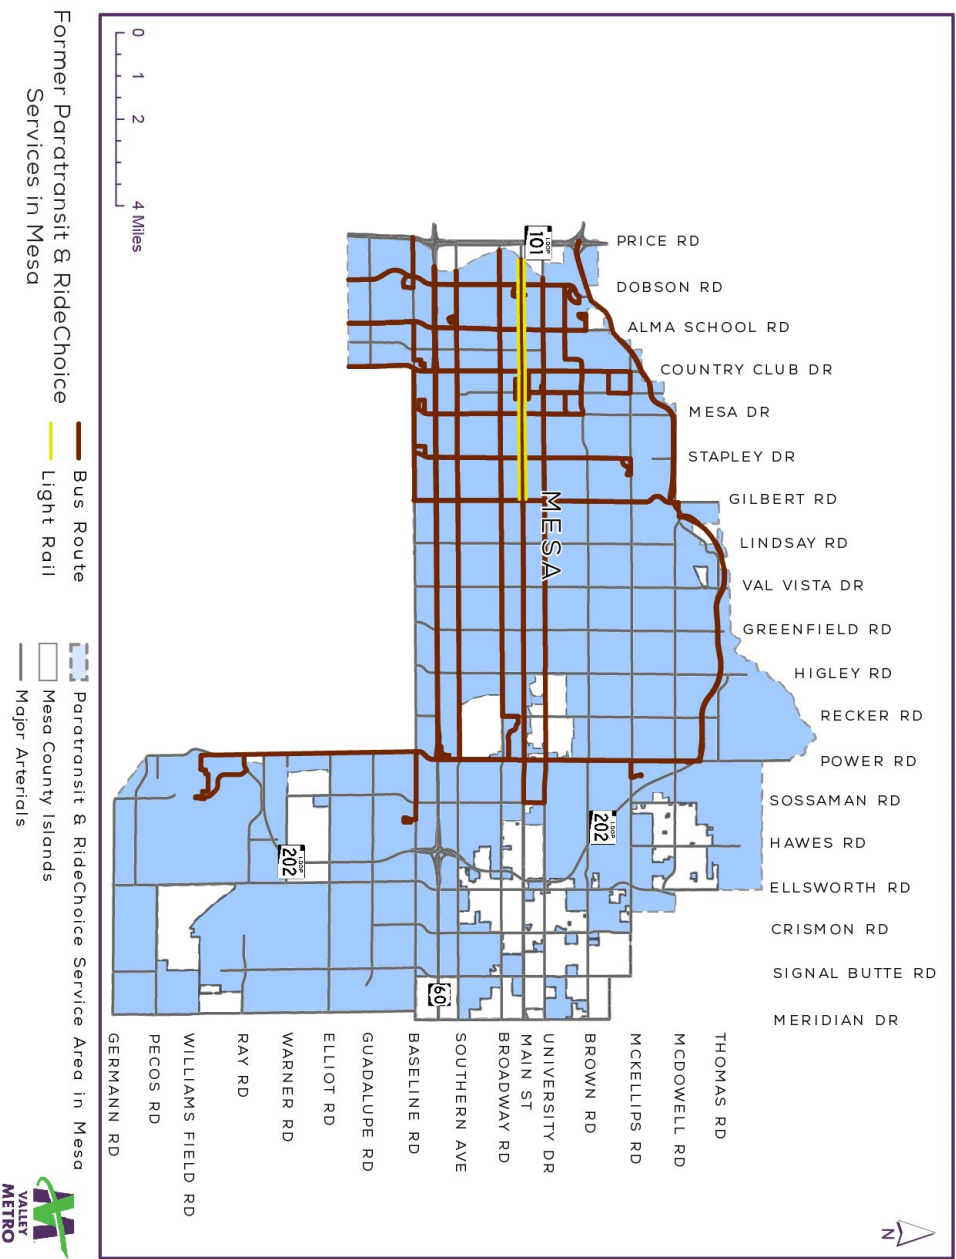 PRICE RD
DOBSON RD
ALMA SCHOOL RD
COUNTRY CLUB DR
MESA DR
STAPLEY DR
GILBERT RD
LINDSAY RD
VAL VISTA DR
GREENFIELD RD
HIGLEY RD
RECKER RD
POWER RD
SOSSAMAN RD
HAWES RD
ELLSWORTH RD
CRISMON RD
SIGNAL BUTTE RD
MERIDIAN DR
THOMAS RD
MCDOWELL RD
MCKELLIPS RD
BROWN RD
UNIVERSITY DR
MAIN ST
BROADWAY RD
SOUTHERN AVE
BASELINE RD
GUADALUPE RD
ELLIOT RD
WARNER RD
RAY RD
WILLIAMS FIELD RD
PECOS RD
GERMANN RD
LOOP
101
MESA
LOOP
202
LOOP
202
60
N
0 1 2 4 Miles
Former Paratransit & RideChoice
Services in Mesa
Bus Route
Light Rail
Paratransit & RideChoice Service Area in Mesa
Mesa County Islands
Major Arterials
VALLEY
METRO